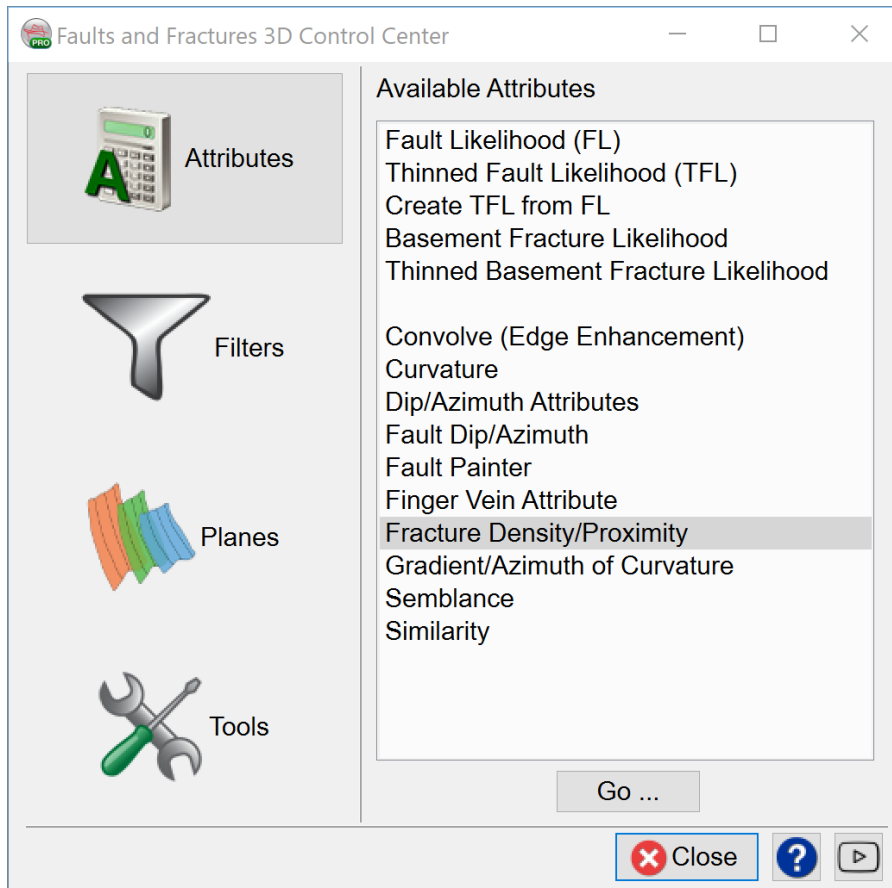 PRO Faults and Fractures 3D Control Center
Attributes
Filters
Planes
Tools
Available Attributes
Fault Likelihood (FL)
Thinned Fault Likelihood (TFL)
Create TFL from FL
Basement Fracture Likelihood
Thinned Basement Fracture Likelihood
Convolve (Edge Enhancement)
Curvature
Dip/Azimuth Attributes
Fault Dip/Azimuth
Fault Painter
Finger Vein Attribute
Fracture Density/Proximity
Gradient/Azimuth of Curvature
Semblance
Similarity
Go ...
Close ?